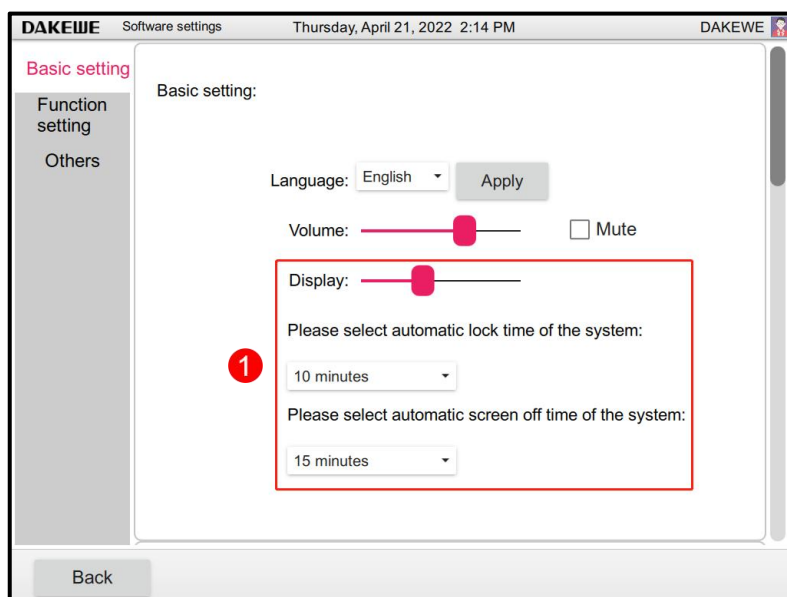 DAKEWE Software settings Thursday, April 21, 2022 2:14 PM DAKEWE
Basic setting
Function
setting
Others
Basic setting:
Language: English Apply
Volume: Mute
Display:
Please select automatic lock time of the system:
1
10 minutes
Please select automatic screen off time of the system:
15 minutes
Back